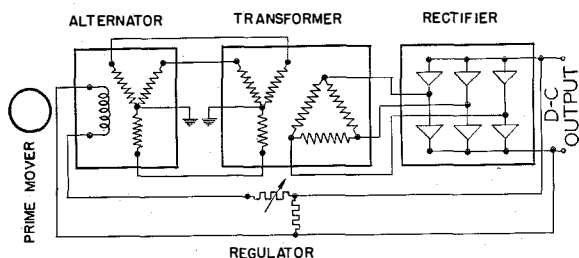 ALTERNATOR
TRANSFORMER
RECTIFIER
PRIME MOVER
D-C
OUTPUT
REGULATOR